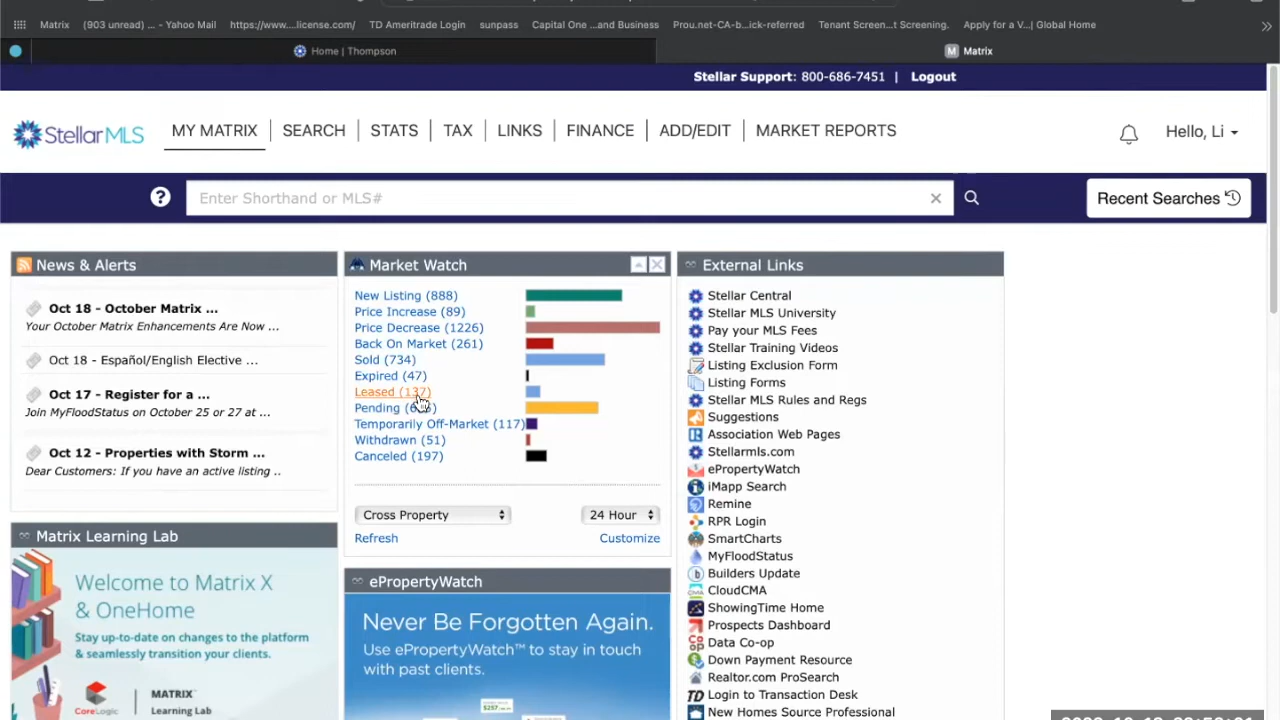 Matrix
(903 unread) ... - Yahoo Mail
https://www....license.com/
TD Ameritrade Login
sunpass
Capital One ...and Business
Prou.net-CA-b...ick-referred
Tenant Screen...t Screening.
Apply for a V...| Global Home
Home | Thompson
M Matrix
Stellar Support: 800-686-7451 | Logout
StellarMLS
MY MATRIX
SEARCH
STATS
TAX
LINKS
FINANCE
ADD/EDIT
MARKET REPORTS
Hello, Li
?
Enter Shorthand or MLS#
Recent Searches
News & Alerts
Oct 18 - October Matrix ...
Your October Matrix Enhancements Are Now ...
Oct 18 - Español/English Elective ...
Oct 17 - Register for a ...
Join MyFloodStatus on October 25 or 27 at ...
Oct 12 - Properties with Storm ...
Dear Customers: If you have an active listing ..
Matrix Learning Lab
Welcome to Matrix X
& OneHome
Stay up-to-date on changes to the platform
& seamlessly transition your clients.
CoreLogic
MATRIX
Learning Lab
Market Watch
New Listing (888)
Price Increase (89)
Price Decrease (1226)
Back On Market (261)
Sold (734)
Expired (47)
Leased (137)
Pending
Temporarily Off-Market (117)
Withdrawn (51)
Canceled (197)
Cross Property
24 Hour
Refresh
Customize
ePropertyWatch
Never Be Forgotten Again.
Use ePropertyWatch™ to stay in touch
with past clients.
External Links
Stellar Central
Stellar MLS University
Pay your MLS Fees
Stellar Training Videos
Listing Exclusion Form
Listing Forms
Stellar MLS Rules and Regs
Suggestions
Association Web Pages
Stellarmls.com
ePropertyWatch
iMapp Search
Remine
RPR Login
SmartCharts
MyFloodStatus
Builders Update
CloudCMA
ShowingTime Home
Prospects Dashboard
Data Co-op
Down Payment Resource
Realtor.com ProSearch
TD Login to Transaction Desk
New Homes Source Professional